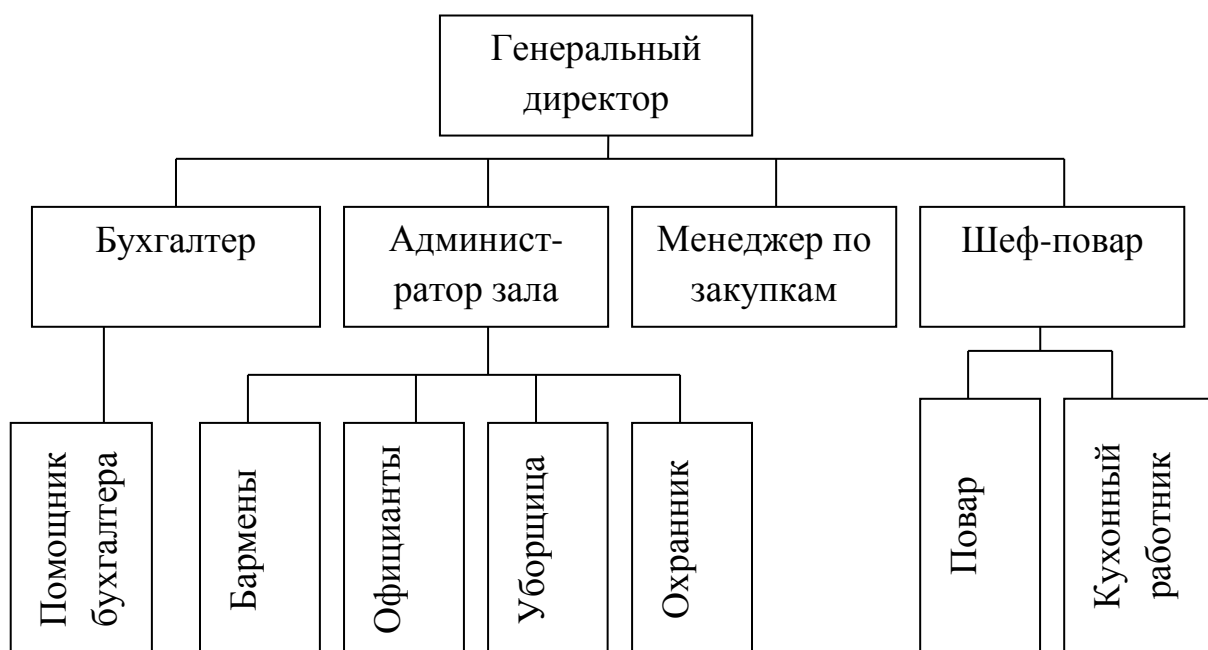 Генеральный
директор
Бухгалтер
Админист-
ратор зала
Менеджер по
закупкам
Шеф-повар
Помощник
бухгалтера
Бармены
Официанты
Уборщица
Охранник
Повар
Кухонный
работник